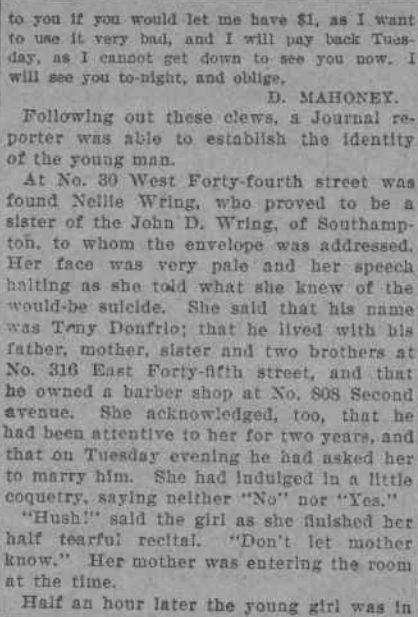 to you if you would let me have $1, as I want
to use it very bad, and I will pay back Tues-
day, as I cannot get down to see you now. I
will see you to-night, and oblige,
D. MAHONEY.
Following out these clews, a Journal re-
porter was able to establish the identity
of the young man.
At No. 30 West Forty-fourth street was
found Nellie Wring, who proved to be a
sister of the John D. Wring, of Southamp-
ton, to whom the envelope was addressed.
Her face was very pale and her speech
halting as she told what she knew of the
would-be suicide. She said that his name
was Tony Donfrio; that he lived with his
father, mother, sister and two brothers at
No. 316 East Forty-fifth street, and that
he owned a barber shop at No. 808 Second
avenue. She acknowledged, too, that he
had been attentive to her for two years, and
that on Tuesday evening he had asked her
to marry him. She had indulged in a little
coquetry, saying neither "No" nor "Yes."
"Hush!" said the girl as she finished her
half tearful recital. "Don't let mother
know." Her mother was entering the room
at the time.
Half an hour later the young girl was in